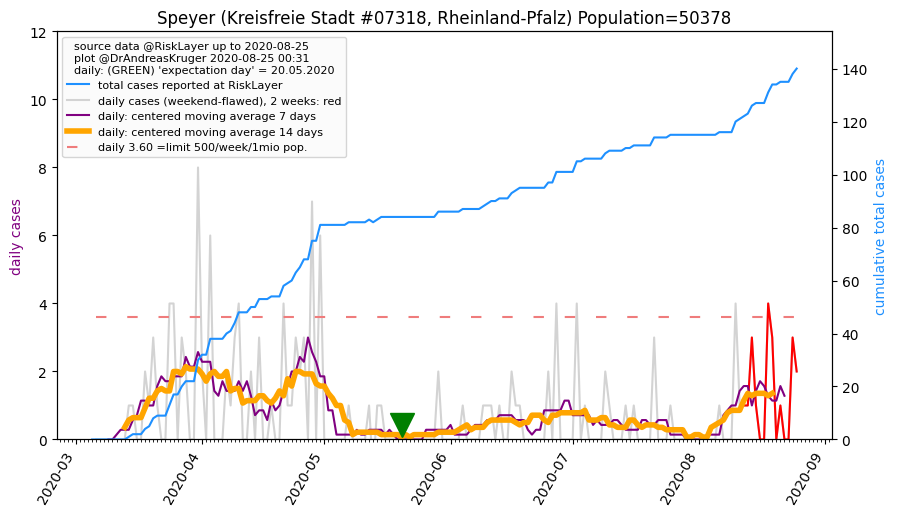 Speyer (Kreisfreie Stadt #07318, Rheinland-Pfalz) Population=50378
source data @RiskLayer up to 2020-08-25
plot @DrAndreasKruger 2020-08-25 00:31
daily: (GREEN) 'expectation day' = 20.05.2020
total cases reported at RiskLayer
daily cases (weekend-flawed), 2 weeks: red
daily: centered moving average 7 days
daily: centered moving average 14 days
daily 3.60 =limit 500/week/1mio pop.
daily cases
12
10
8
6
4
2
0
cumulative total cases
140
120
100
80
60
40
20
0
2020-03
2020-04
2020-05
2020-06
2020-07
2020-08
2020-09